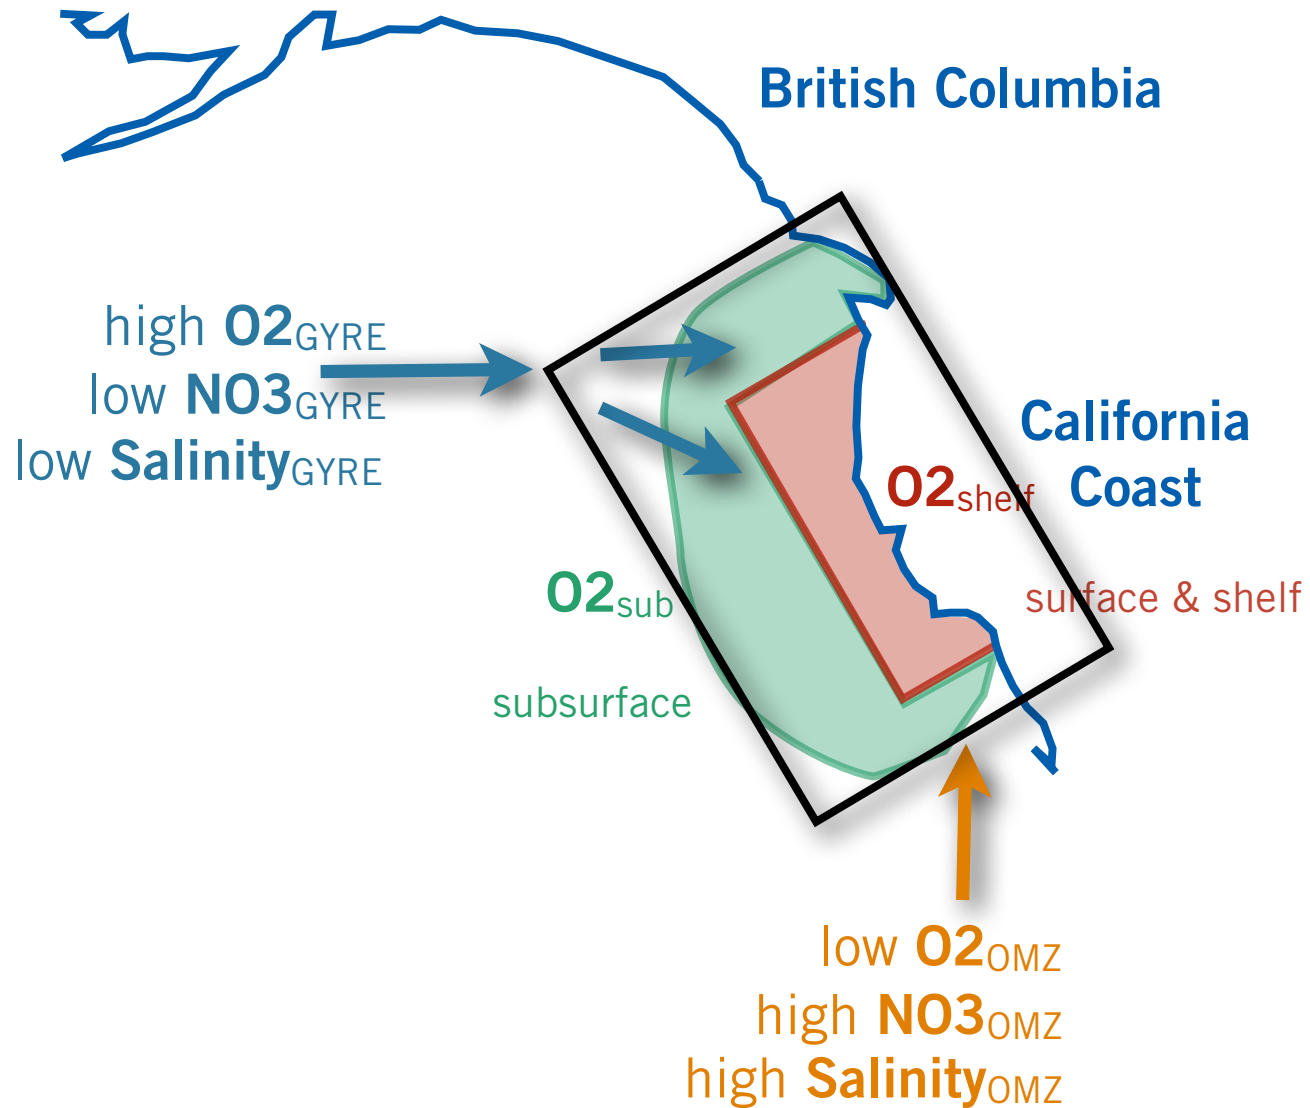 British Columbia
high O2GYRE
low NO3GYRE
low SalinityGYRE
California
Coast
O2shelf
surface & shelf
O2sub
subsurface
low O2OMZ
high NO3OMZ
high SalinityOMZ